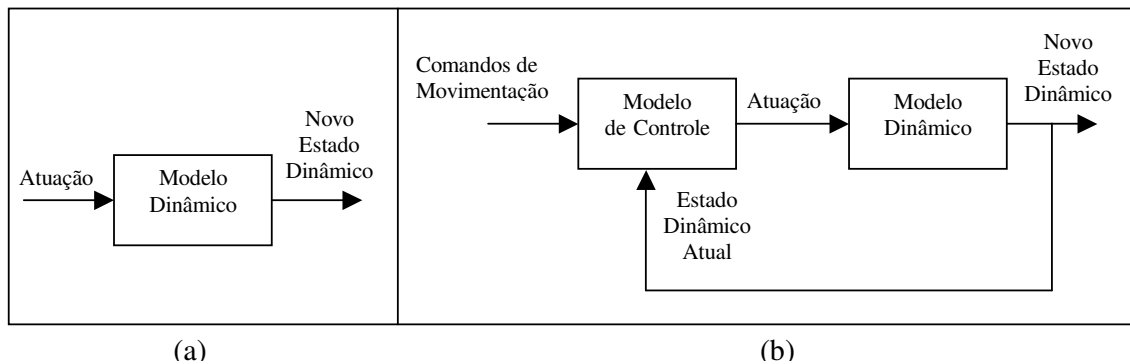 Atuação
Modelo
Dinâmico
Novo
Estado
Dinâmico
Comandos de
Movimentação
Modelo
de Controle
Atuação
Modelo
Dinâmico
Novo
Estado
Dinâmico
Estado
Dinâmico
Atual
(a)
(b)